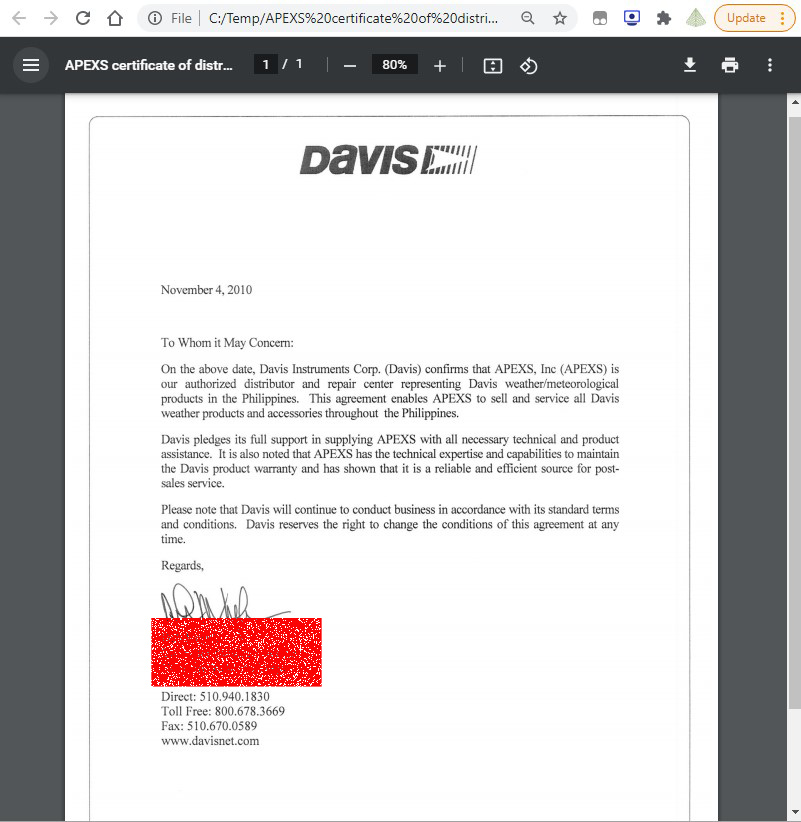 File
C:/Temp/APEXS%20certificate%20of%20distri...
Update
APEXS certificate of distr...
1 / 1
80%
DAVIS
November 4, 2010
To Whom it May Concern:
On the above date, Davis Instruments Corp. (Davis) confirms that APEXS, Inc (APEXS) is
our authorized distributor and repair center representing Davis weather/meteorological
products in the Philippines. This agreement enables APEXS to sell and service all Davis
weather products and accessories throughout the Philippines.
Davis pledges its full support in supplying APEXS with all necessary technical and product
assistance. It is also noted that APEXS has the technical expertise and capabilities to maintain
the Davis product warranty and has shown that it is a reliable and efficient source for post-
sales service.
Please note that Davis will continue to conduct business in accordance with its standard terms
and conditions. Davis reserves the right to change the conditions of this agreement at any
time.
Regards,
Direct: 510.940.1830
Toll Free: 800.678.3669
Fax: 510.670.0589
www.davisnet.com